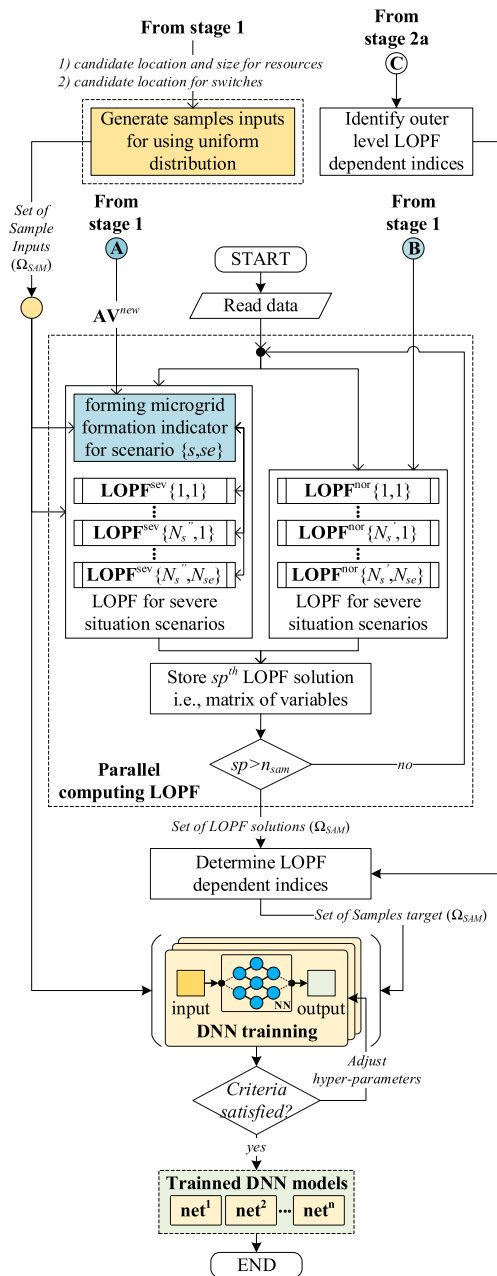 From stage 1
1) candidate location and size for resources
2) candidate location for switches
From
stage 2a
C
Generate samples inputs
for using uniform
distribution
Identify outer
level LOPF
dependent indices
Set of
Sample
Inputs
(Ω_SAM)
From
stage 1
A
From
stage 1
B
START
Read data
AV^new
forming microgrid
formation indicator
for scenario {s,se}
LOPF^sev{1,1}
⋮
LOPF^sev{N_s'',1}
⋮
LOPF^sev{N_s'',N_se}
LOPF for severe
situation scenarios
LOPF^nor{1,1}
⋮
LOPF^nor{N_s',1}
⋮
LOPF^nor{N_s',N_se}
LOPF for severe
situation scenarios
Store sp^th LOPF solution
i.e., matrix of variables
sp>n_sam
no
Parallel
computing LOPF
Set of LOPF solutions (Ω_SAM)
Determine LOPF
dependent indices
Set of Samples target (Ω_SAM)
input
NN
output
DNN trainning
Adjust
hyper-parameters
Criteria
satisfied?
yes
Trainned DNN models
net^1 net^2 ··· net^n
END